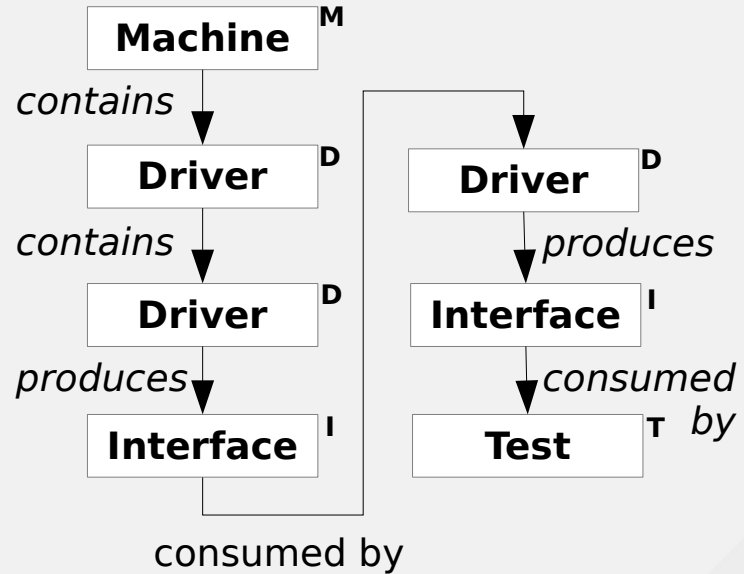 Machine M
contains
Driver D
contains
Driver D
produces
Interface I
consumed by
Driver D
produces
Interface I
consumed
by
Test T